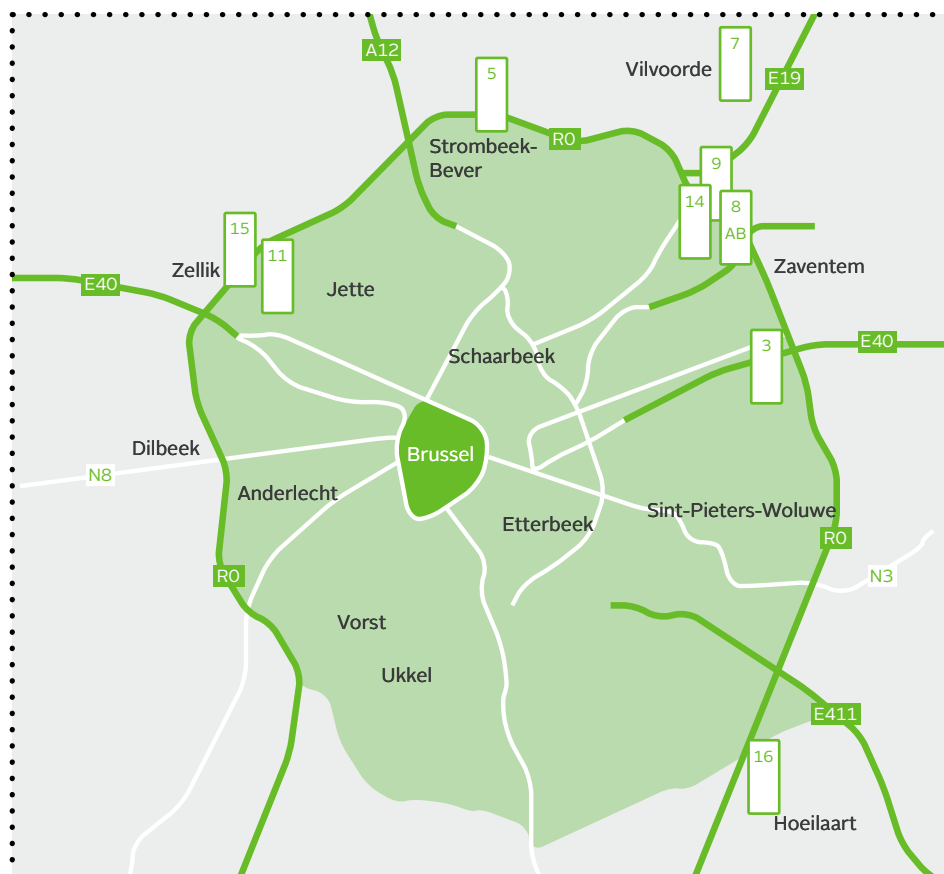 A12
5
Vilvoorde
7
E19
R0
Strombeek-
Bever
9
14
8
AB
15
11
Zellik
Zaventem
E40
Jette
Schaarbeek
3
E40
Dilbeek
Brussel
N8
Anderlecht
Etterbeek
Sint-Pieters-Woluwe
R0
R0
N3
Vorst
Ukkel
E411
16
Hoeilaart